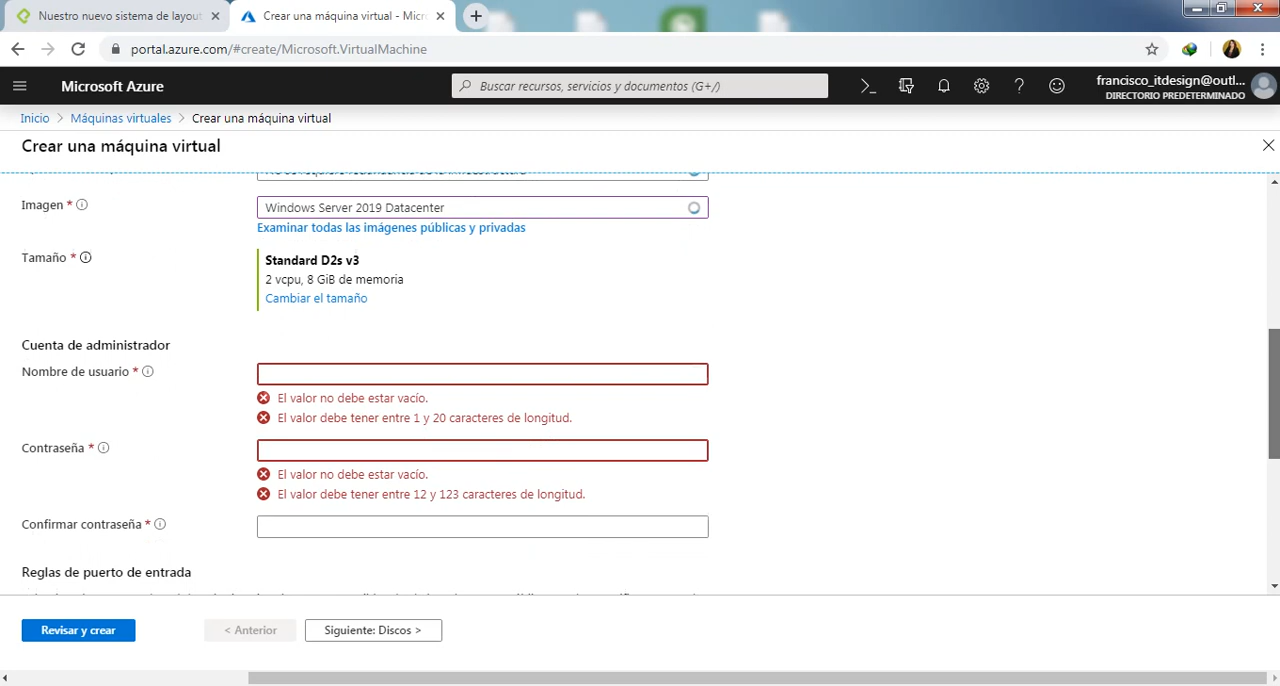 Nuestro nuevo sistema de layout
Crear una máquina virtual - Micr
portal.azure.com/#create/Microsoft.VirtualMachine
Microsoft Azure
Buscar recursos, servicios y documentos (G+/)
francisco_itdesign@outl...
DIRECTORIO PREDETERMINADO
Inicio > Máquinas virtuales > Crear una máquina virtual
Crear una máquina virtual
Imagen *
Windows Server 2019 Datacenter
Examinar todas las imágenes públicas y privadas
Tamaño *
Standard D2s v3
2 vcpu, 8 GiB de memoria
Cambiar el tamaño
Cuenta de administrador
Nombre de usuario *
El valor no debe estar vacío.
El valor debe tener entre 1 y 20 caracteres de longitud.
Contraseña *
El valor no debe estar vacío.
El valor debe tener entre 12 y 123 caracteres de longitud.
Confirmar contraseña *
Reglas de puerto de entrada
Revisar y crear
< Anterior
Siguiente: Discos >